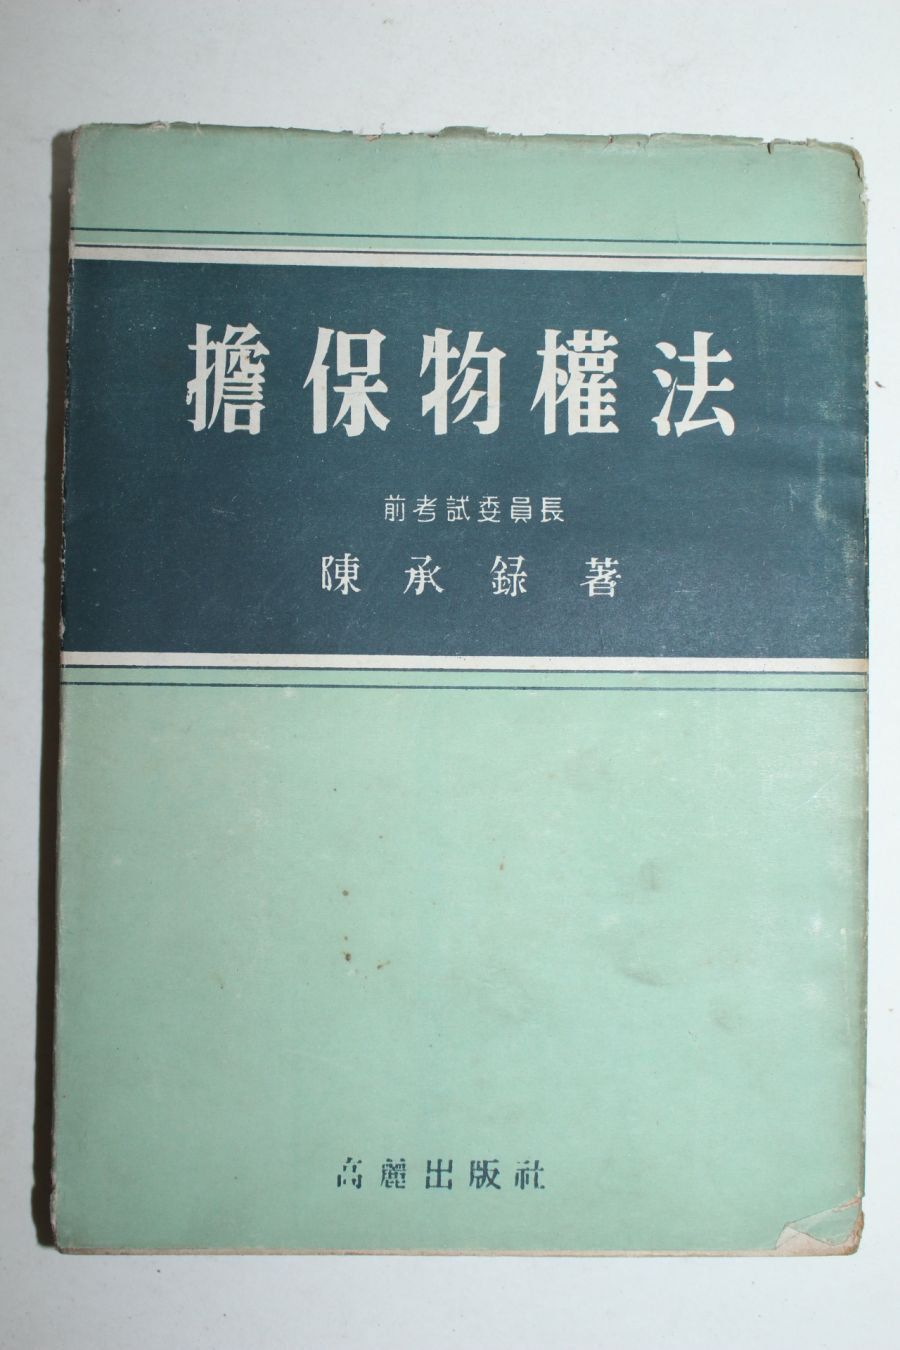 擔保物權法
前考試委員長
陳承録 著
高麗出版社